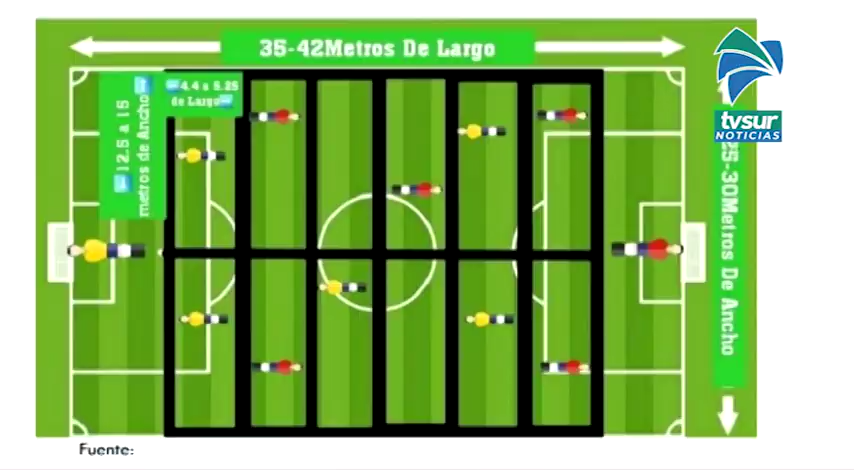 35-42Metros De Largo
4.4 a 5.25
de Largo
12.5 a 15
metros de Ancho
tvsur
NOTICIAS
25-30Metros De Ancho
Fuente: